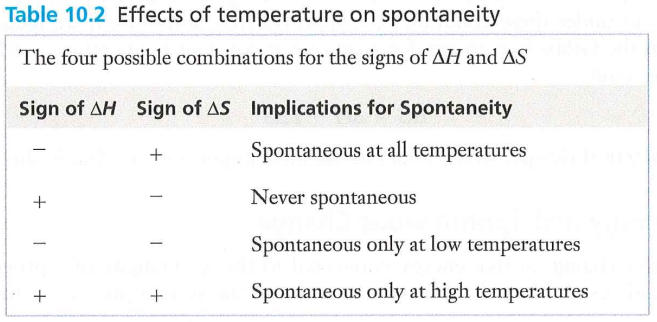 Table 10.2 Effects of temperature on spontaneity
The four possible combinations for the signs of ΔH and ΔS
Sign of ΔH Sign of ΔS Implications for Spontaneity
− + Spontaneous at all temperatures
+ − Never spontaneous
− − Spontaneous only at low temperatures
+ + Spontaneous only at high temperatures